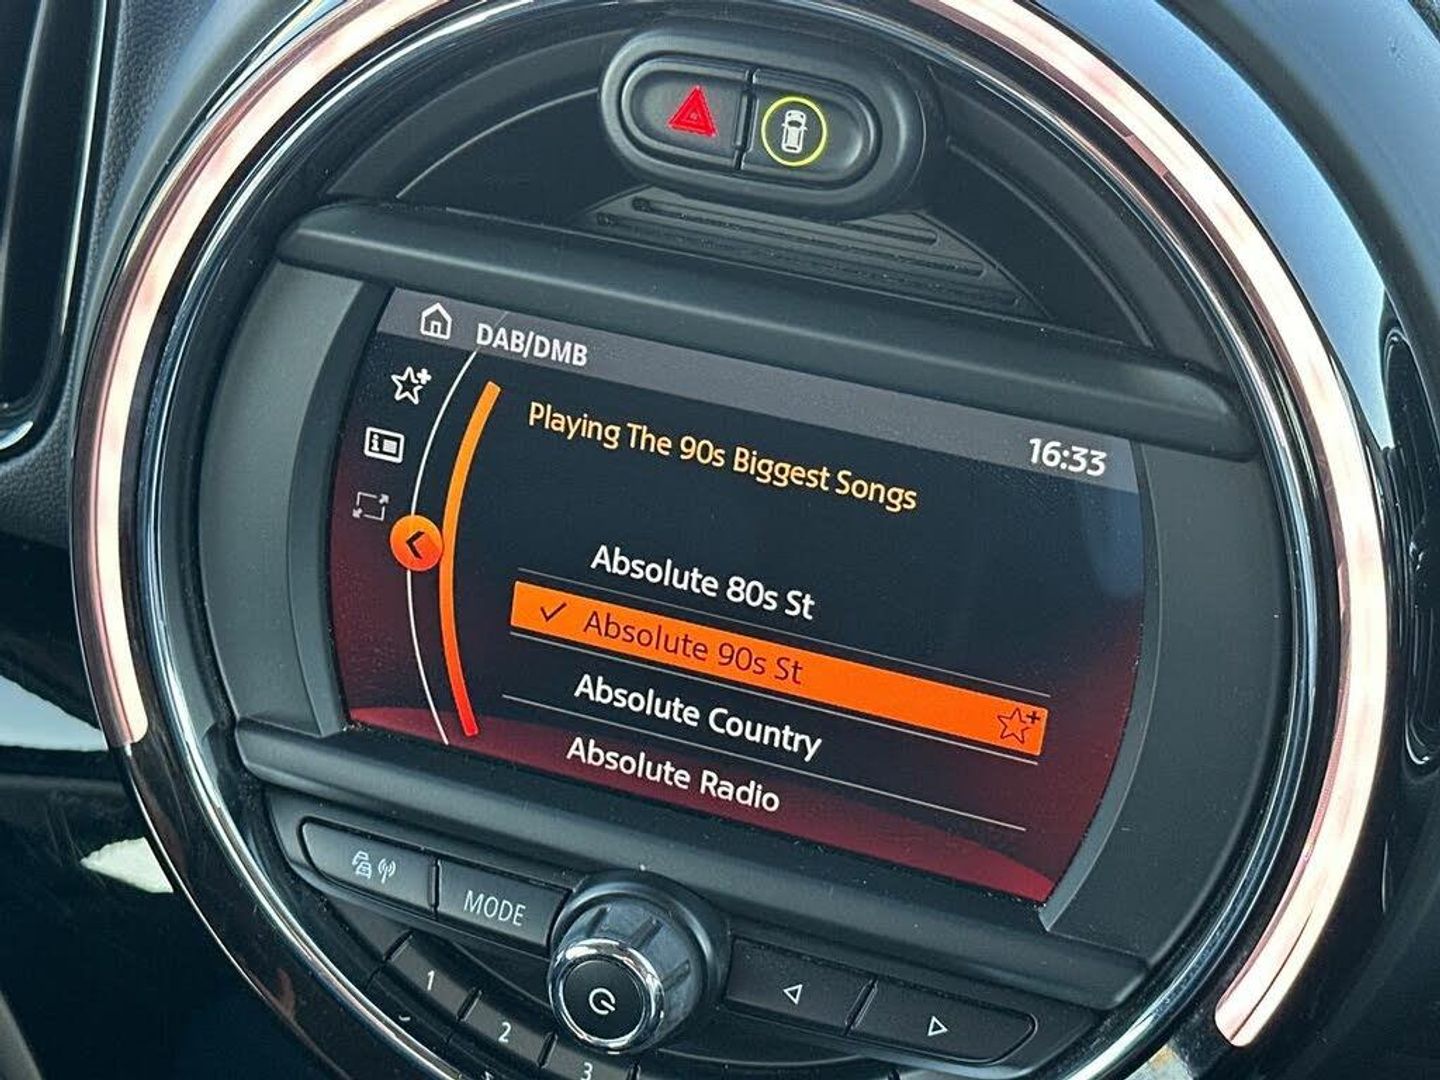 DAB/DMB
16:33
Playing The 90s Biggest Songs
Absolute 80s St
Absolute 90s St
Absolute Country
Absolute Radio
MODE
1
2
3